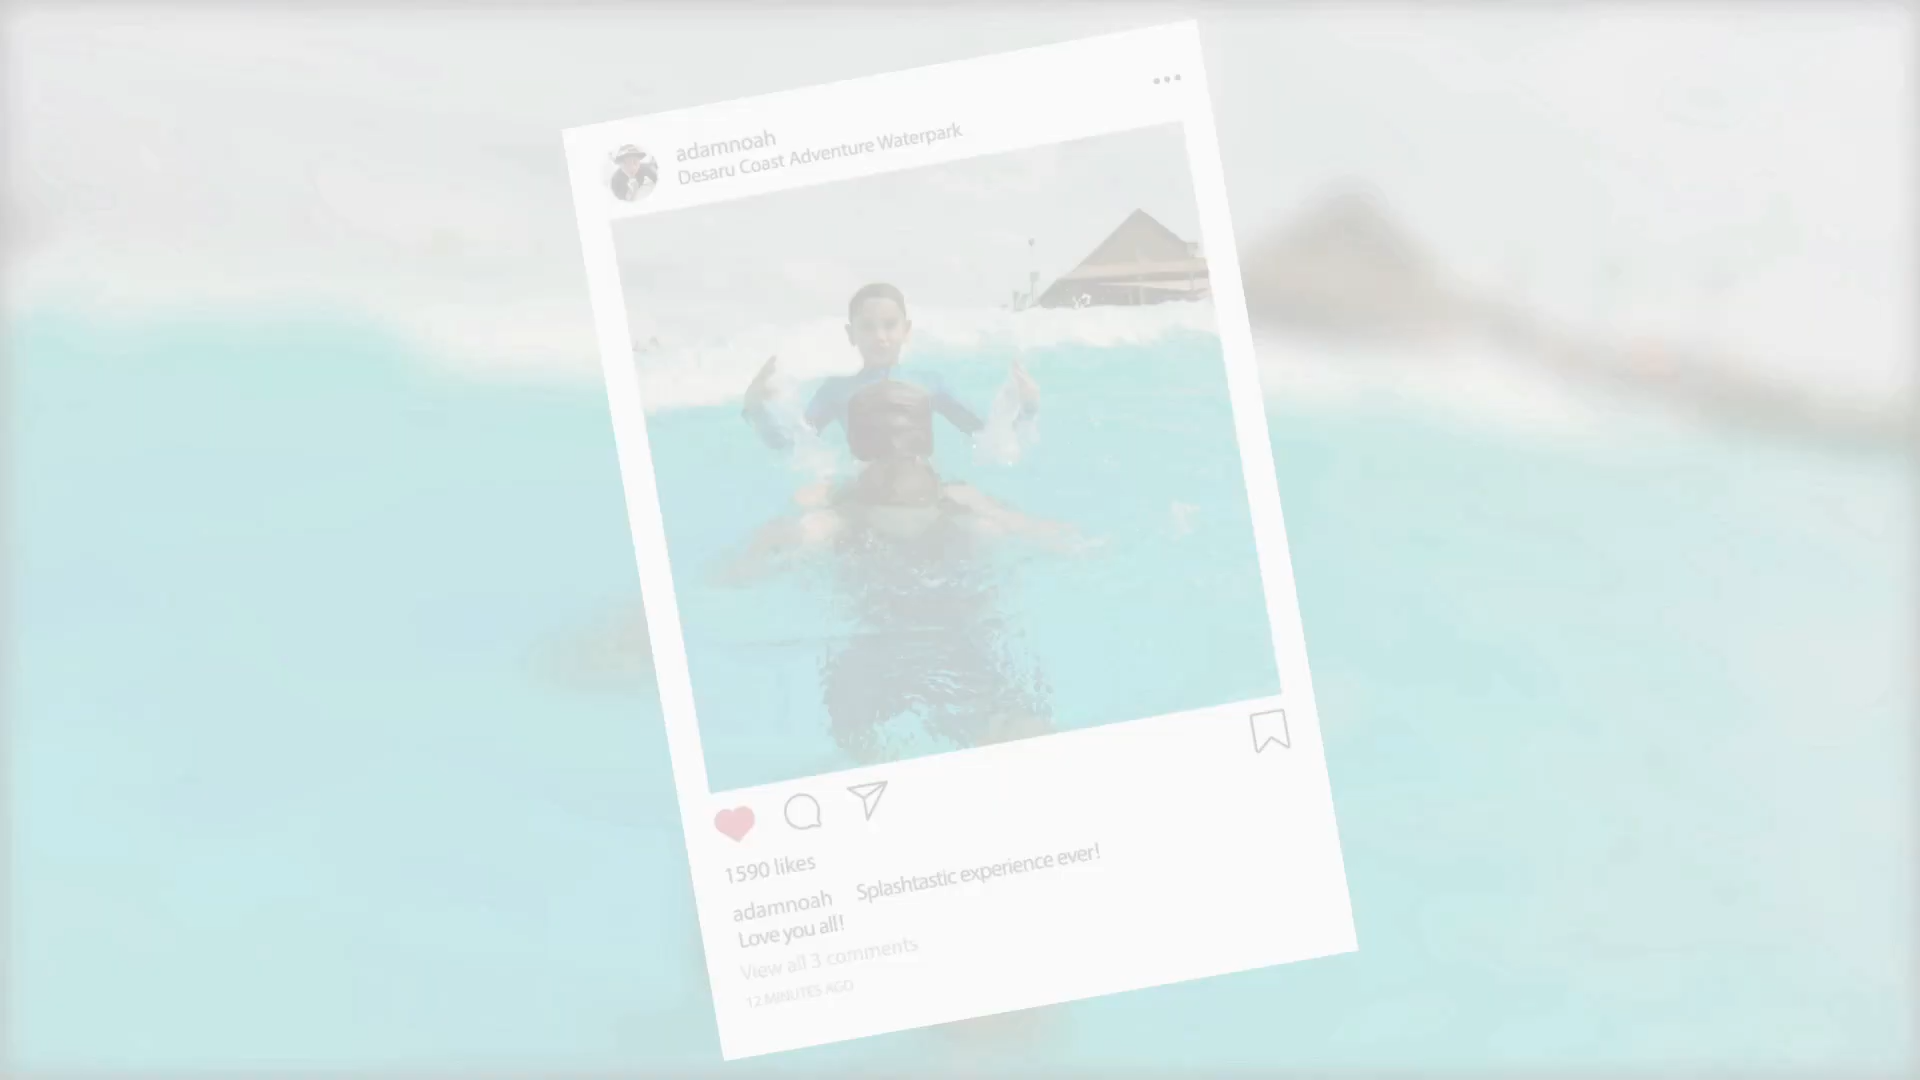 adamnoah
Desaru Coast Adventure Waterpark
1590 likes
adamnoah Splashtastic experience ever!
Love you all!
View all 3 comments
12 MINUTES AGO